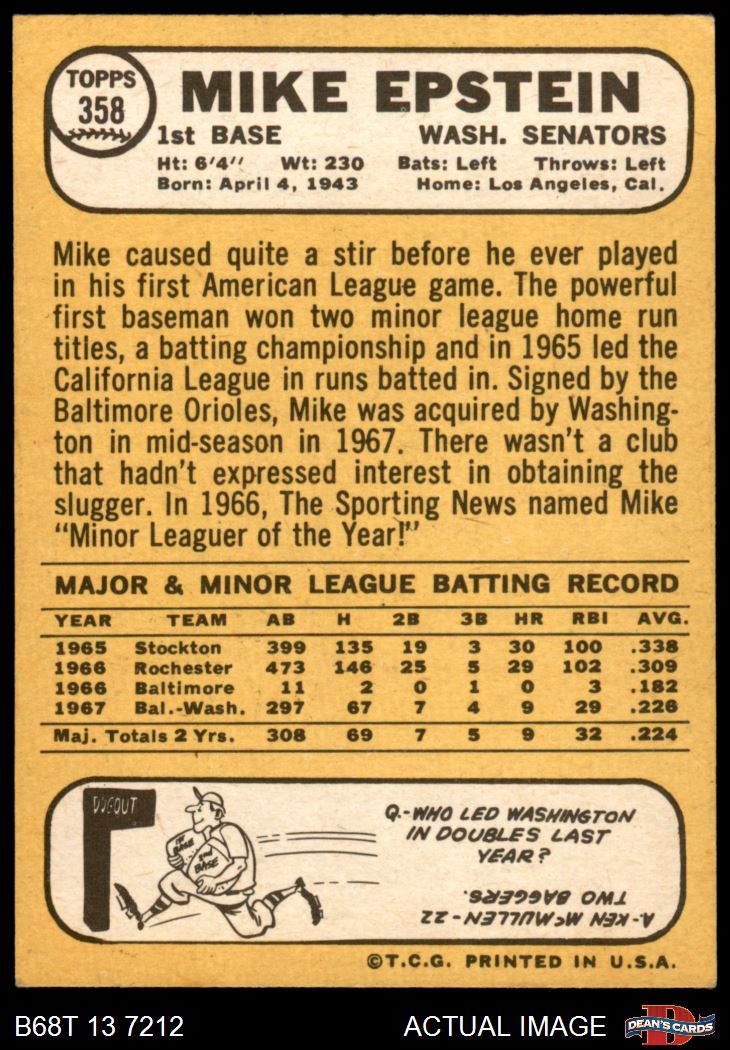 TOPPS
358
MIKE EPSTEIN
1st BASE WASH. SENATORS
Ht: 6'4" Wt: 230 Bats: Left Throws: Left
Born: April 4, 1943 Home: Los Angeles, Cal.
Mike caused quite a stir before he ever played
in his first American League game. The powerful
first baseman won two minor league home run
titles, a batting championship and in 1965 led the
California League in runs batted in. Signed by the
Baltimore Orioles, Mike was acquired by Washing-
ton in mid-season in 1967. There wasn't a club
that hadn't expressed interest in obtaining the
slugger. In 1966, The Sporting News named Mike
"Minor Leaguer of the Year!"
MAJOR & MINOR LEAGUE BATTING RECORD
YEAR TEAM AB H 2B 3B HR RBI AVG.
1965 Stockton 399 135 19 3 30 100 .338
1966 Rochester 473 146 25 5 29 102 .309
1966 Baltimore 11 2 0 1 0 3 .182
1967 Bal.-Wash. 297 67 7 4 9 29 .226
Maj. Totals 2 Yrs. 308 69 7 5 9 32 .224
DUGOUT
1st
BASE
2nd
BASE
Q.-WHO LED WASHINGTON
IN DOUBLES LAST
YEAR?
A-KEN McMULLEN-22
TWO BAGGERS.
©T.C.G. PRINTED IN U.S.A.
B68T 13 7212 ACTUAL IMAGE
D
DEAN'S CARDS